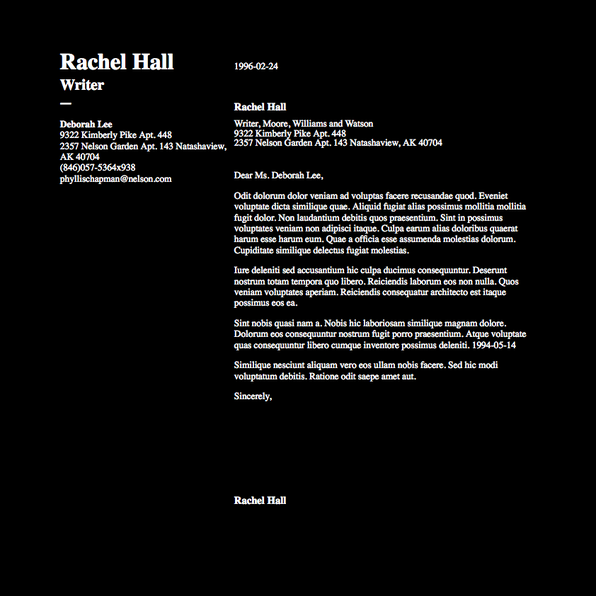 Rachel Hall
Writer
Deborah Lee
9322 Kimberly Pike Apt. 448
2357 Nelson Garden Apt. 143 Natashaview,
AK 40704
(846)057-5364x938
phyllischapman@nelson.com
1996-02-24
Rachel Hall
Writer, Moore, Williams and Watson
9322 Kimberly Pike Apt. 448
2357 Nelson Garden Apt. 143 Natashaview, AK 40704
Dear Ms. Deborah Lee,
Odit dolorum dolor veniam ad voluptas facere recusandae quod. Eveniet
voluptate dicta similique quae. Aliquid fugiat alias possimus mollitia mollitia
fugit dolor. Non laudantium debitis quos praesentium. Sint in possimus
voluptates veniam non adipisci itaque. Culpa earum alias doloribus quaerat
harum esse harum eum. Quae a officia esse assumenda molestias dolorum.
Cupiditate similique delectus fugiat molestias.
Iure deleniti sed accusantium hic culpa ducimus consequuntur. Deserunt
nostrum totam tempora quo libero. Reiciendis laborum eos non nulla. Quos
veniam voluptates aperiam. Reiciendis consequatur architecto est itaque
possimus eos ea.
Sint nobis quasi nam a. Nobis hic laboriosam similique magnam dolore.
Dolorum eos consequuntur nostrum fugit porro praesentium. Atque voluptate
quas consequuntur libero cumque inventore possimus deleniti. 1994-05-14
Similique nesciunt aliquam vero eos ullam nobis facere. Sed hic modi
voluptatum debitis. Ratione odit saepe amet aut.
Sincerely,
Rachel Hall